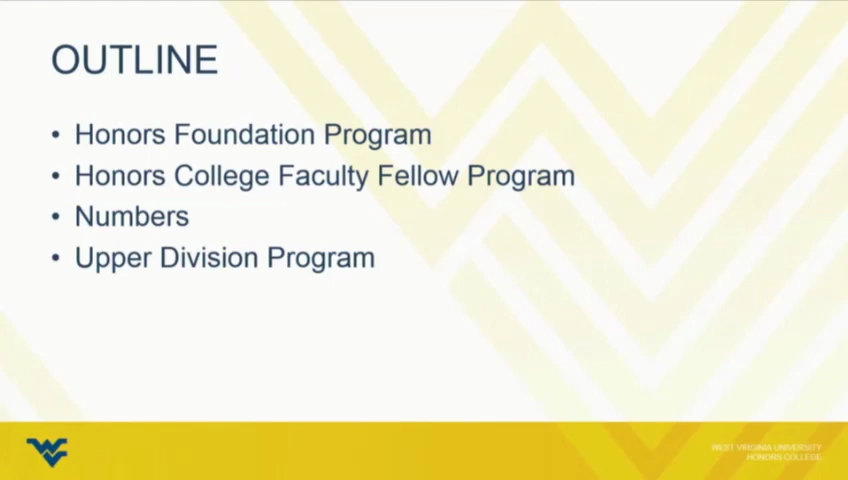 OUTLINE
• Honors Foundation Program
• Honors College Faculty Fellow Program
• Numbers
• Upper Division Program
WEST VIRGINIA UNIVERSITY
HONORS COLLEGE